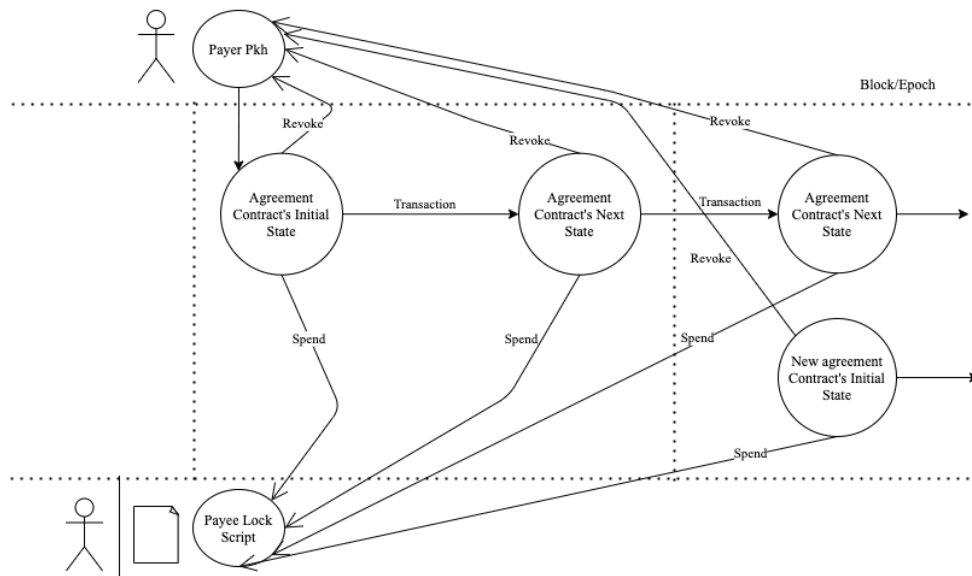 Payer Pkh
Block/Epoch
Revoke
Revoke
Revoke
Agreement
Contract's Initial
State
Transaction
Agreement
Contract's Next
State
Transaction
Agreement
Contract's Next
State
Revoke
Spend
Spend
Spend
New agreement
Contract's Initial
State
Spend
Payee Lock
Script